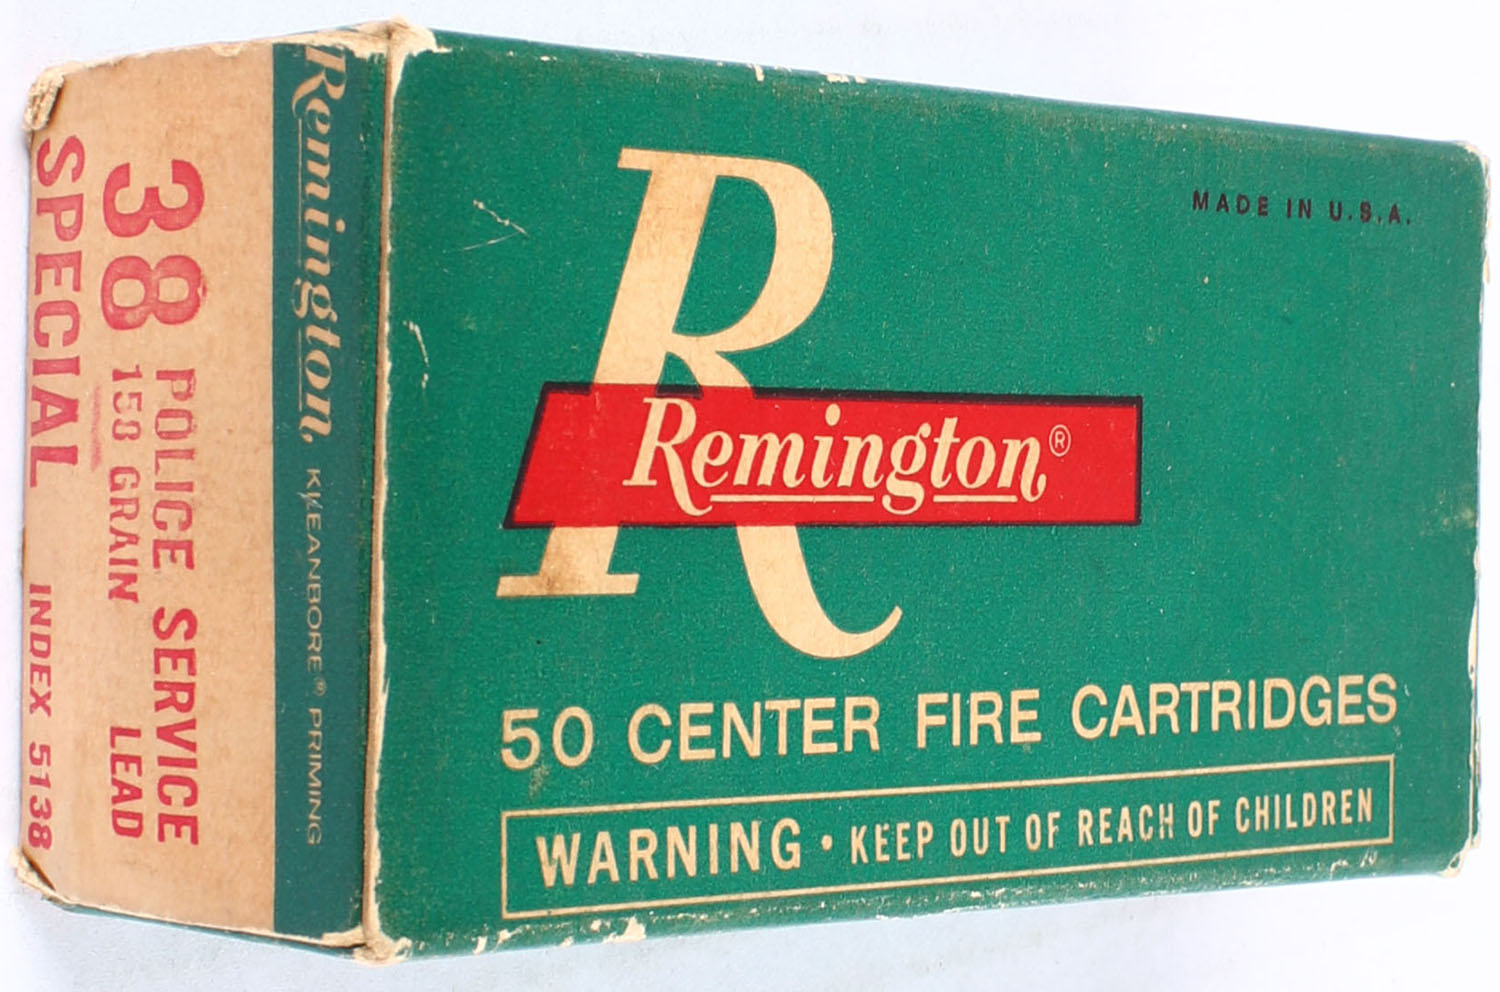 MADE IN U.S.A.
R
Remington®
50 CENTER FIRE CARTRIDGES
WARNING • KEEP OUT OF REACH OF CHILDREN
Remington, KLEANBORE® PRIMING
38 POLICE SERVICE
158 GRAIN LEAD
SPECIAL INDEX 5138